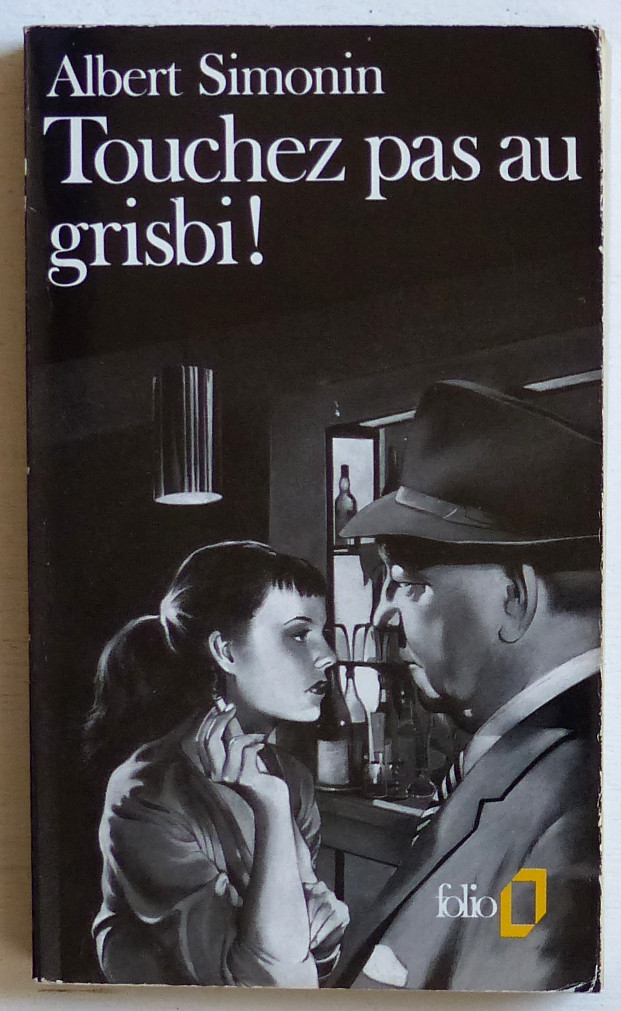 Albert Simonin
Touchez pas au
grisbi !
folio